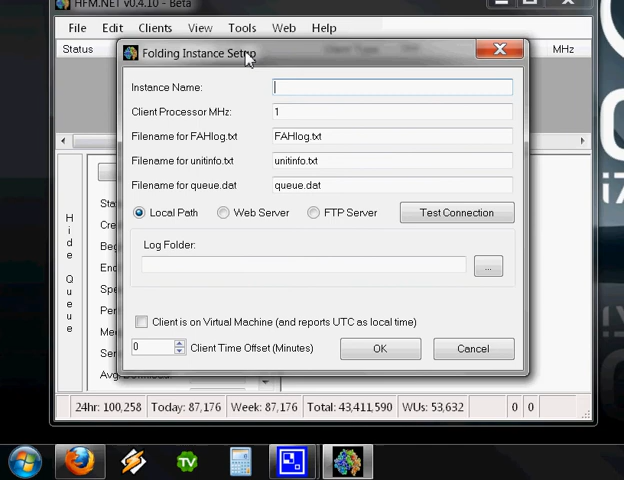 HFM.NET v0.4.10 - Beta
File Edit Clients View Tools Web Help
Status MHz
Folding Instance Setup
Instance Name:
Client Processor MHz: 1
Filename for FAHlog.txt FAHlog.txt
Filename for unitinfo.txt unitinfo.txt
Filename for queue.dat queue.dat
Local Path Web Server FTP Server Test Connection
Log Folder:
...
Client is on Virtual Machine (and reports UTC as local time)
0 Client Time Offset (Minutes) OK Cancel
Hide Queue
24hr: 100,258 Today: 87,176 Week: 87,176 Total: 43,411,590 WUs: 53,632 0 0
TV
i7